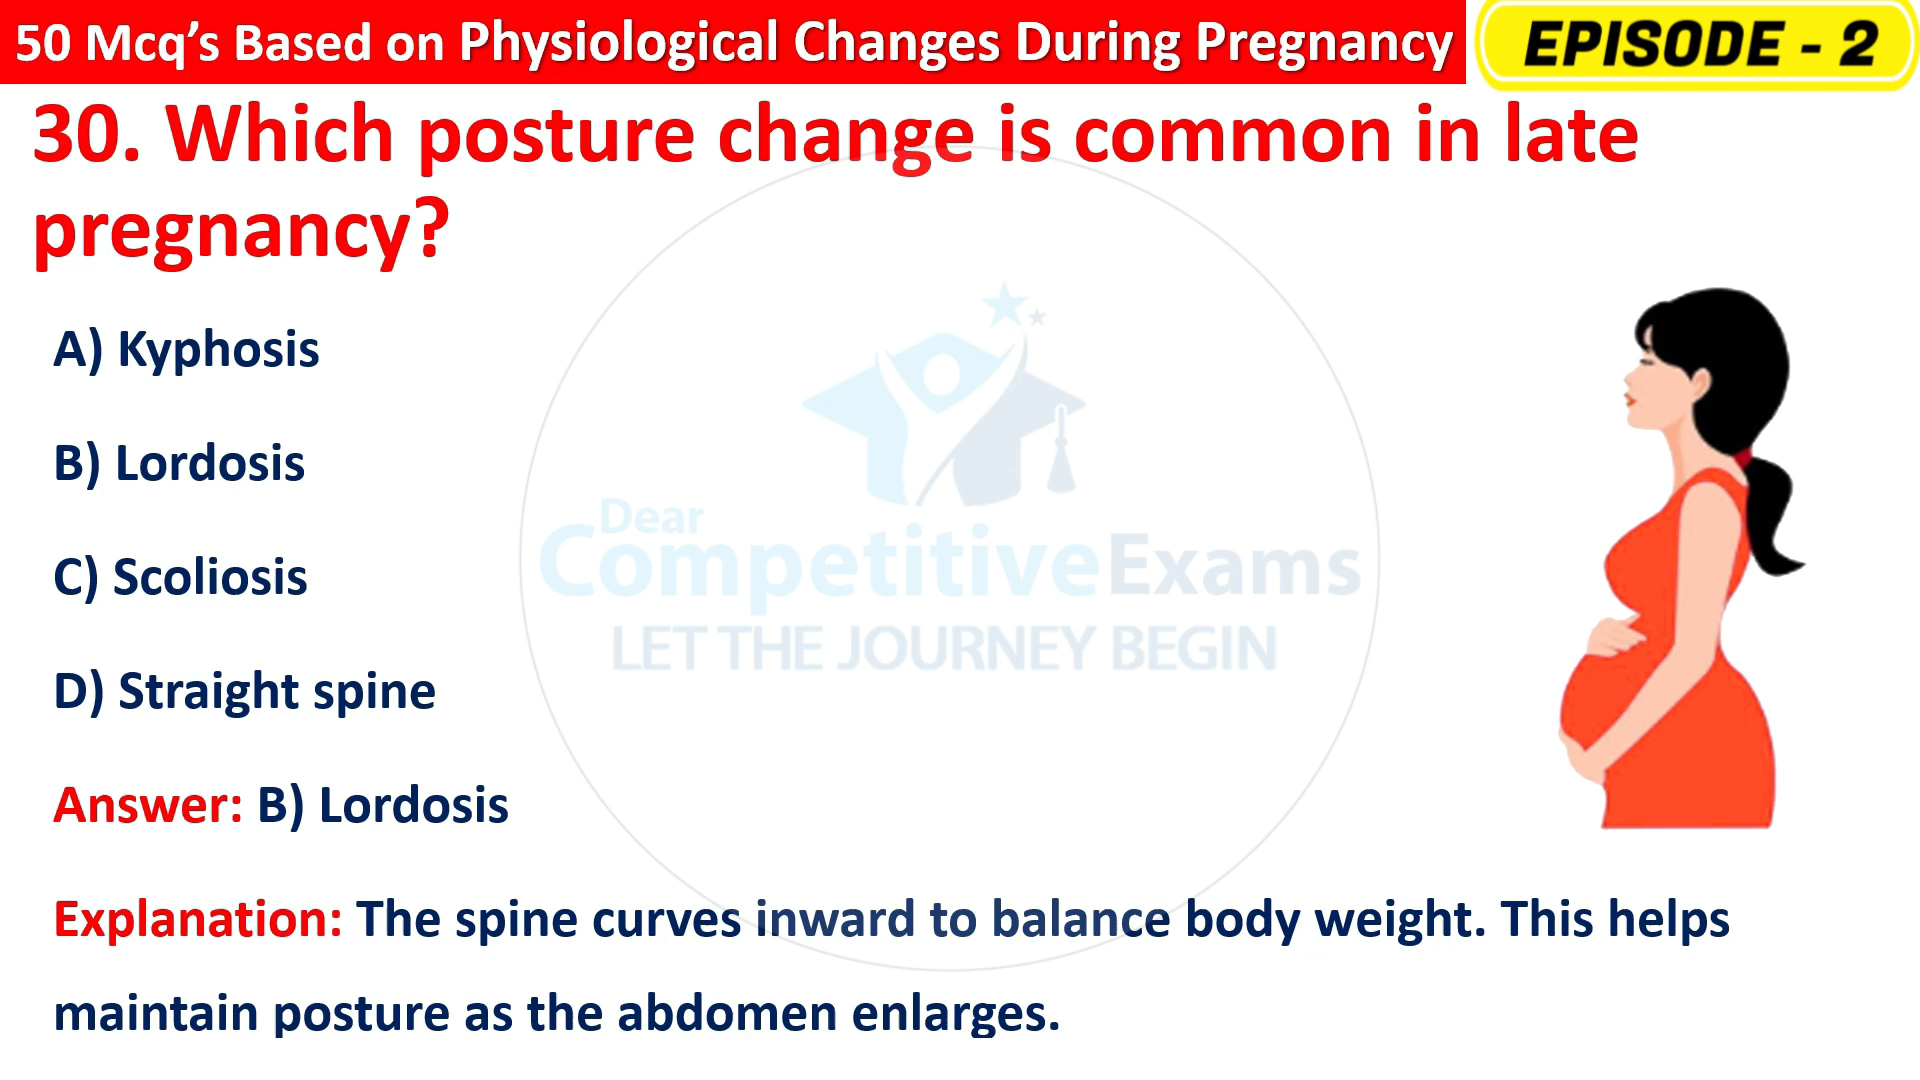 50 Mcq’s Based on Physiological Changes During Pregnancy
EPISODE - 2
30. Which posture change is common in late
pregnancy?
A) Kyphosis
B) Lordosis
C) Scoliosis
D) Straight spine
Dear
CompetitiveExams
LET THE JOURNEY BEGIN
Answer: B) Lordosis
Explanation: The spine curves inward to balance body weight. This helps
maintain posture as the abdomen enlarges.